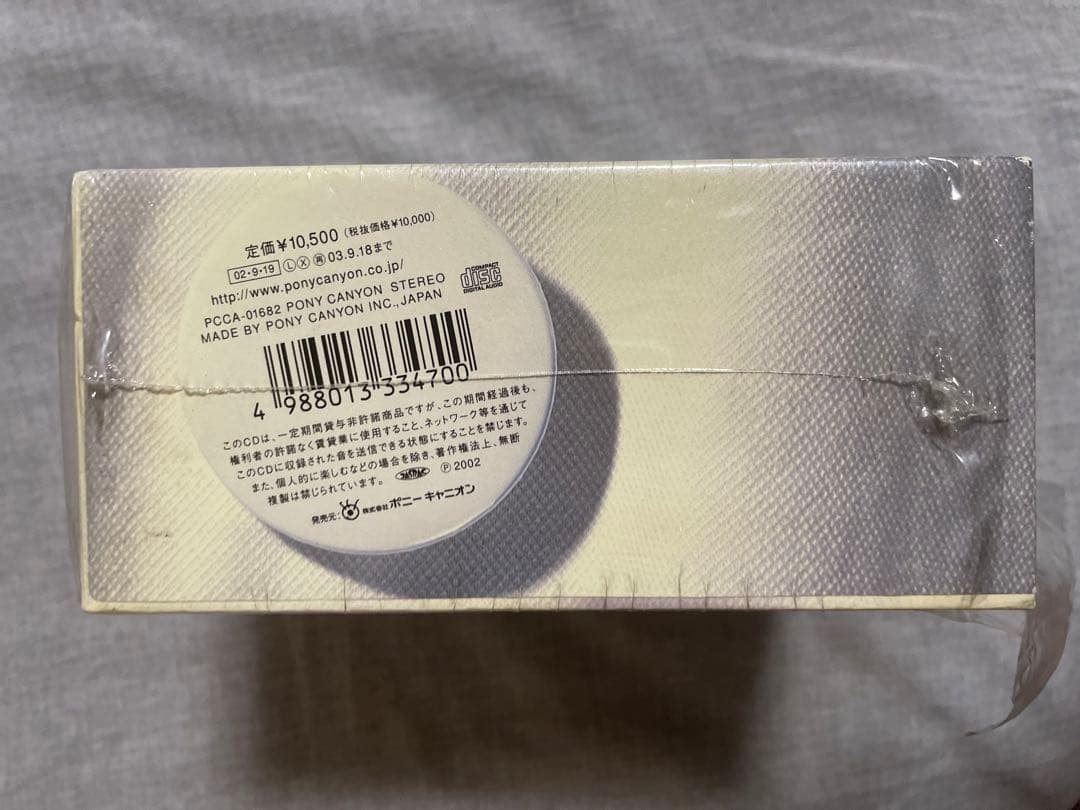 定価¥10,500(税抜価格¥10,000)
02・9・19 Ⓛ Ⓧ 再 03.9.18まで
http://www.ponycanyon.co.jp/
PCCA-01682 PONY CANYON STEREO
MADE BY PONY CANYON INC., JAPAN
COMPACT
disc
DIGITAL AUDIO
4 988013 334700
このCDは、一定期間貸与非許諾商品ですが、この期間経過後も、
権利者の許諾なく賃貸業に使用すること、ネットワーク等を通じて
このCDに収録された音を送信できる状態にすることを禁じます。
また、個人的に楽しむなどの場合を除き、著作権法上、無断
複製は禁じられています。 Ⓟ 2002
発売元: 株式会社 ポニーキャニオン